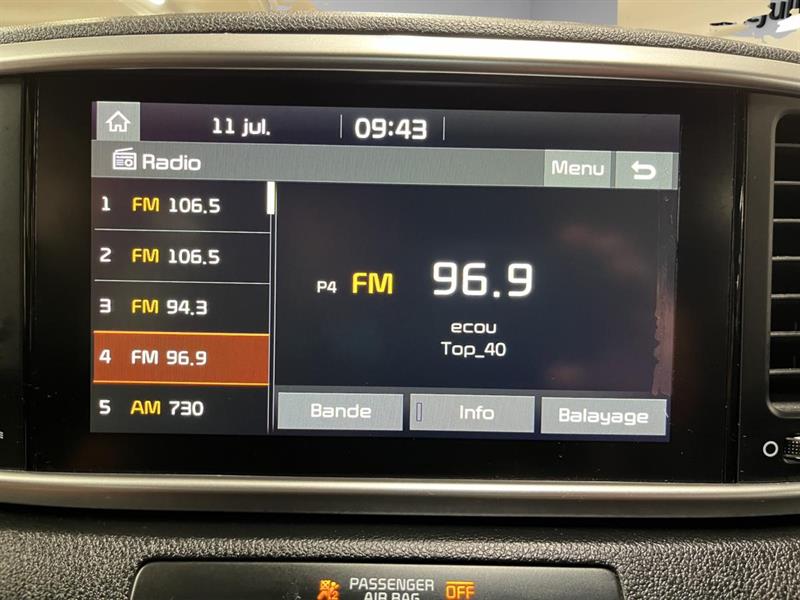 11 jul. 09:43
Radio Menu
1 FM 106.5
2 FM 106.5
3 FM 94.3
4 FM 96.9
5 AM 730
P4 FM 96.9
ecou
Top_40
Bande Info Balayage
PASSENGER
AIR BAG OFF